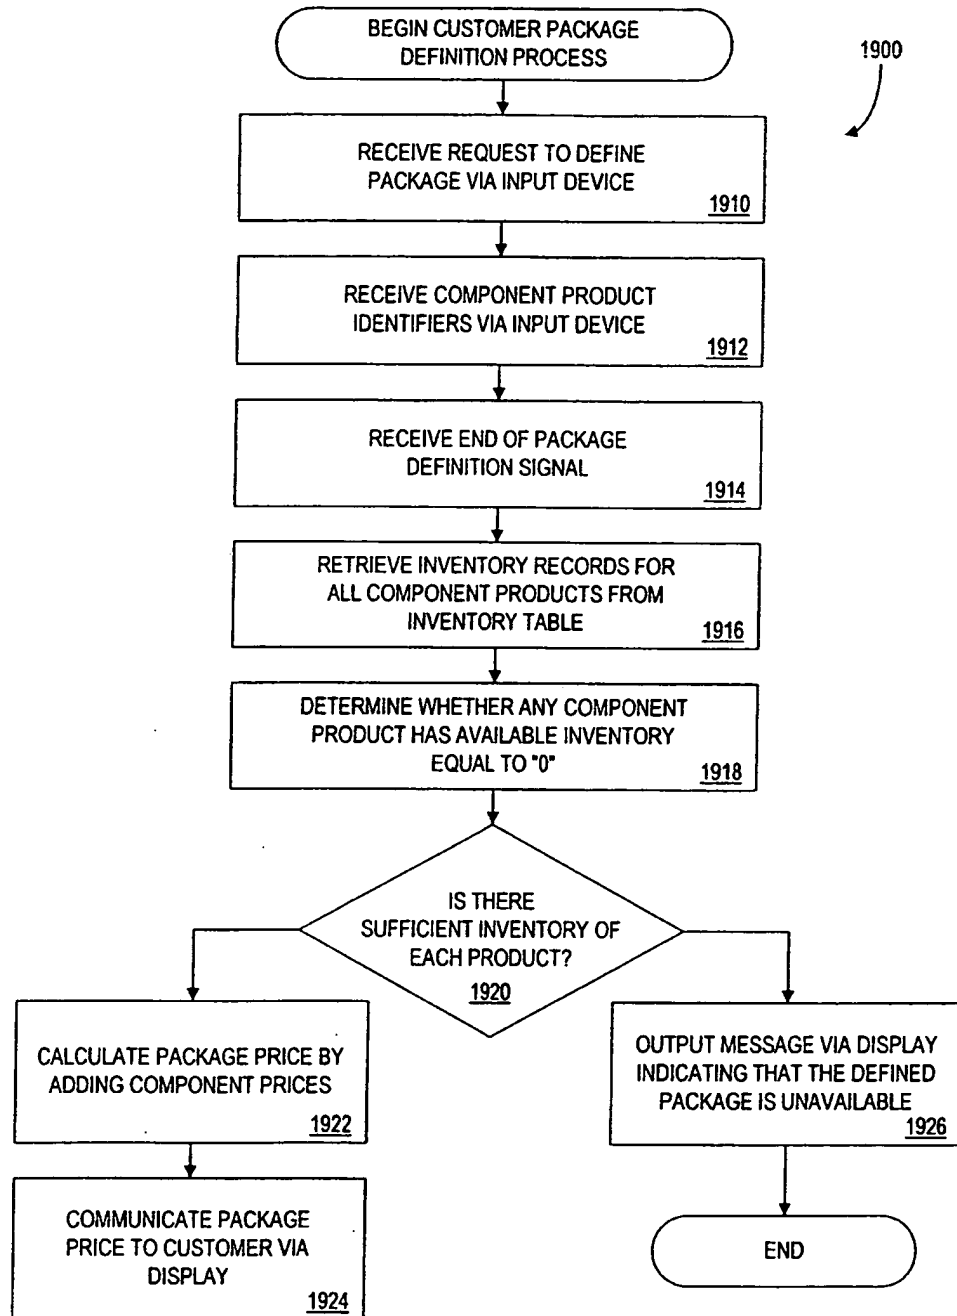 BEGIN CUSTOMER PACKAGE
DEFINITION PROCESS
1900
RECEIVE REQUEST TO DEFINE
PACKAGE VIA INPUT DEVICE
1910
RECEIVE COMPONENT PRODUCT
IDENTIFIERS VIA INPUT DEVICE
1912
RECEIVE END OF PACKAGE
DEFINITION SIGNAL
1914
RETRIEVE INVENTORY RECORDS FOR
ALL COMPONENT PRODUCTS FROM
INVENTORY TABLE
1916
DETERMINE WHETHER ANY COMPONENT
PRODUCT HAS AVAILABLE INVENTORY
EQUAL TO "0"
1918
IS THERE
SUFFICIENT INVENTORY OF
EACH PRODUCT?
1920
CALCULATE PACKAGE PRICE BY
ADDING COMPONENT PRICES
1922
COMMUNICATE PACKAGE
PRICE TO CUSTOMER VIA
DISPLAY
1924
OUTPUT MESSAGE VIA DISPLAY
INDICATING THAT THE DEFINED
PACKAGE IS UNAVAILABLE
1926
END